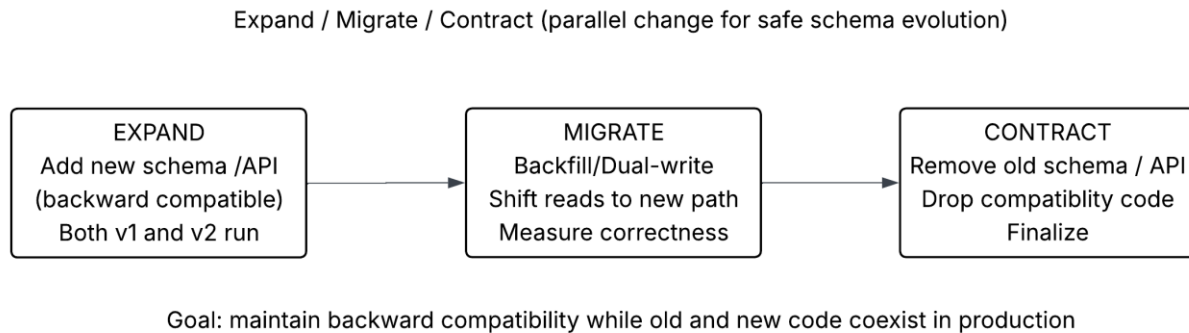 Expand / Migrate / Contract (parallel change for safe schema evolution)
EXPAND
Add new schema /API
(backward compatible)
Both v1 and v2 run
MIGRATE
Backfill/Dual-write
Shift reads to new path
Measure correctness
CONTRACT
Remove old schema / API
Drop compatiblity code
Finalize
Goal: maintain backward compatibility while old and new code coexist in production